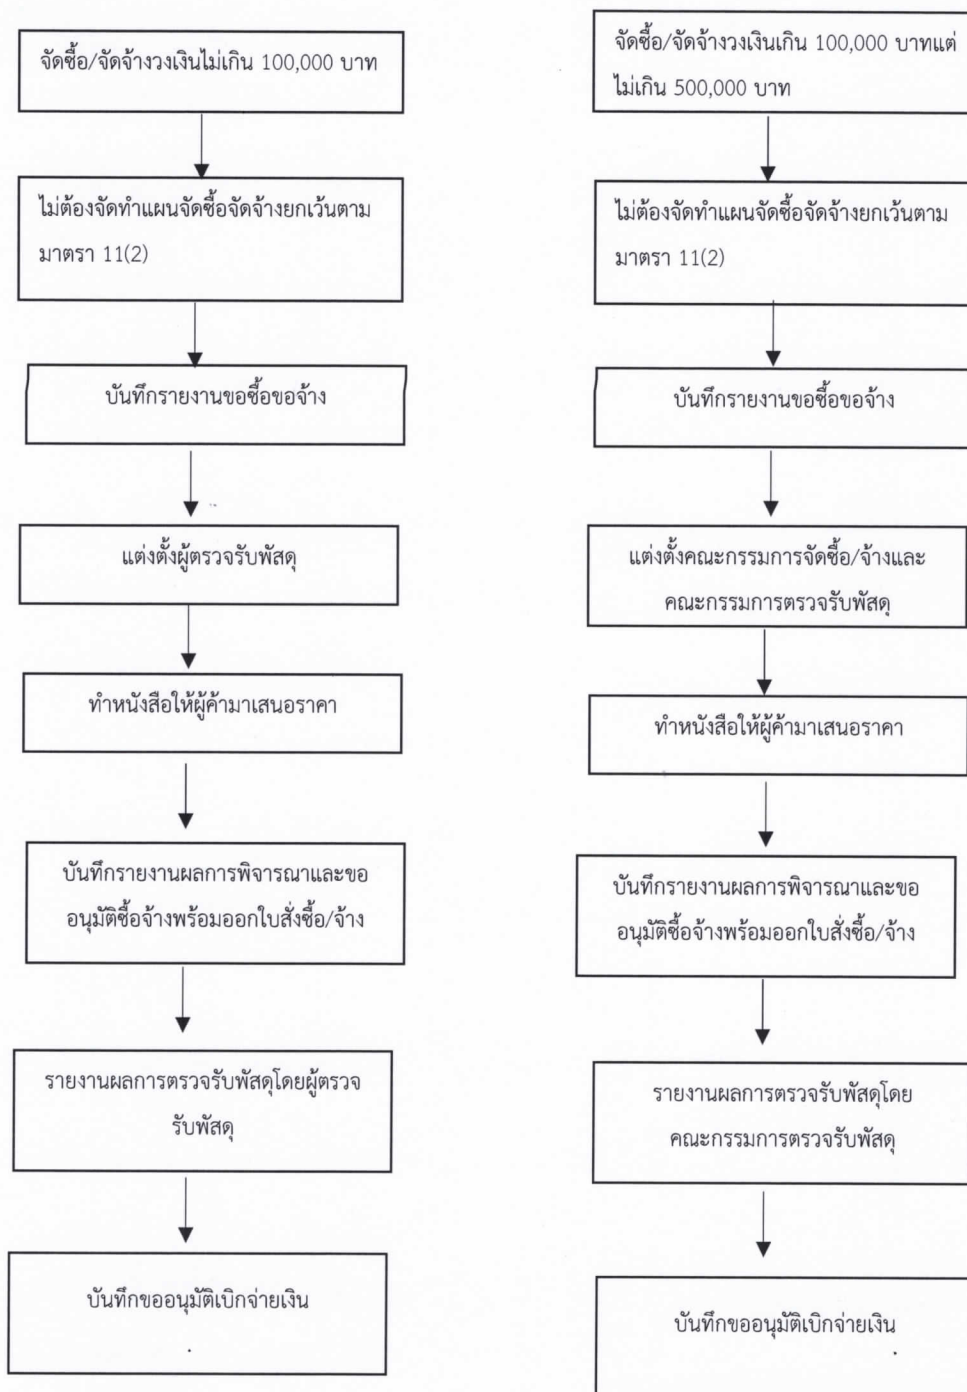 จัดซื้อ/จัดจ้างวงเงินไม่เกิน 100,000 บาท
ไม่ต้องจัดทำแผนจัดซื้อจัดจ้างยกเว้นตาม
มาตรา 11(2)
บันทึกรายงานขอซื้อขอจ้าง
แต่งตั้งผู้ตรวจรับพัสดุ
ทำหนังสือให้ผู้ค้ามาเสนอราคา
บันทึกรายงานผลการพิจารณาและขอ
อนุมัติซื้อจ้างพร้อมออกใบสั่งซื้อ/จ้าง
รายงานผลการตรวจรับพัสดุโดยผู้ตรวจ
รับพัสดุ
บันทึกขออนุมัติเบิกจ่ายเงิน
จัดซื้อ/จัดจ้างวงเงินเกิน 100,000 บาทแต่
ไม่เกิน 500,000 บาท
ไม่ต้องจัดทำแผนจัดซื้อจัดจ้างยกเว้นตาม
มาตรา 11(2)
บันทึกรายงานขอซื้อขอจ้าง
แต่งตั้งคณะกรรมการจัดซื้อ/จ้างและ
คณะกรรมการตรวจรับพัสดุ
ทำหนังสือให้ผู้ค้ามาเสนอราคา
บันทึกรายงานผลการพิจารณาและขอ
อนุมัติซื้อจ้างพร้อมออกใบสั่งซื้อ/จ้าง
รายงานผลการตรวจรับพัสดุโดย
คณะกรรมการตรวจรับพัสดุ
บันทึกขออนุมัติเบิกจ่ายเงิน